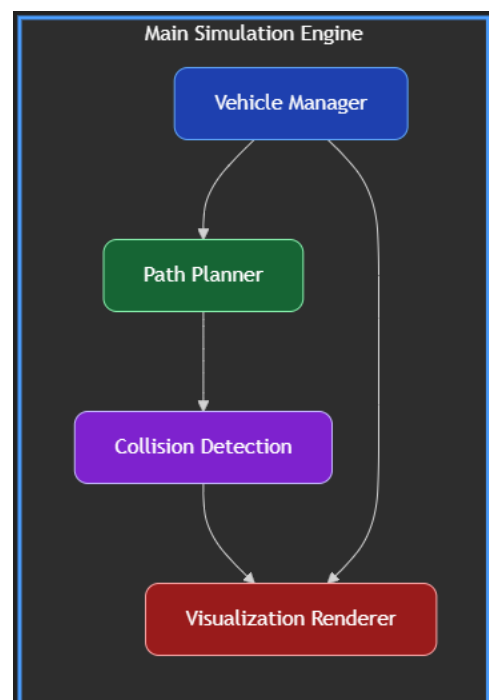 Main Simulation Engine
Vehicle Manager
Path Planner
Collision Detection
Visualization Renderer